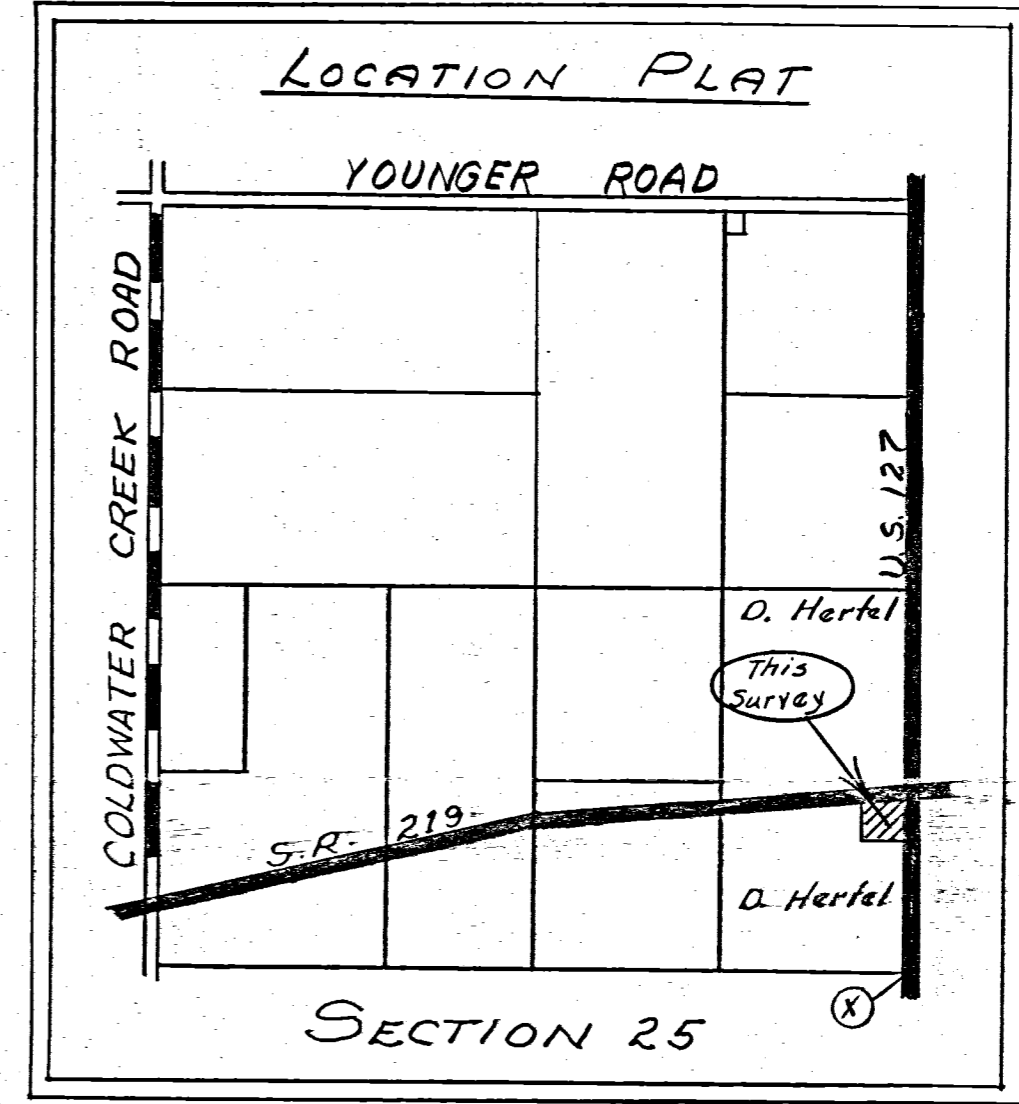 LOCATION PLAT
YOUNGER ROAD
COLDWATER CREEK ROAD
U.S. 127
D. Hertel
This
Survey
S.R. 219
D. Hertel
X
SECTION 25